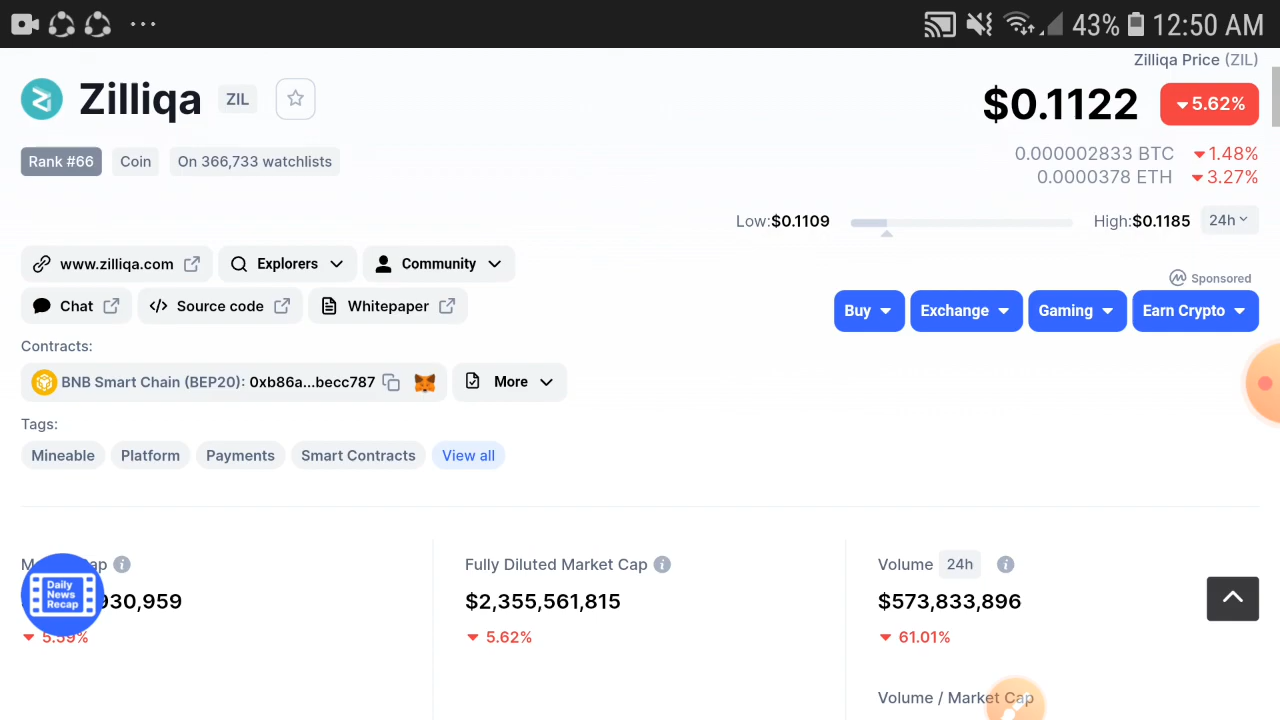 43% 12:50 AM
Zilliqa Price (ZIL)
Zilliqa ZIL
$0.1122 5.62%
Rank #66 Coin On 366,733 watchlists
0.000002833 BTC 1.48%
0.0000378 ETH 3.27%
Low:$0.1109 High:$0.1185 24h
www.zilliqa.com Explorers Community
Sponsored
Chat Source code Whitepaper
Buy Exchange Gaming Earn Crypto
Contracts:
BNB Smart Chain (BEP20): 0xb86a...becc787 More
Tags:
Mineable Platform Payments Smart Contracts View all
Fully Diluted Market Cap Volume 24h
Daily
News
Recap
930,959 $2,355,561,815 $573,833,896
5.59% 5.62% 61.01%
Volume / Market Cap